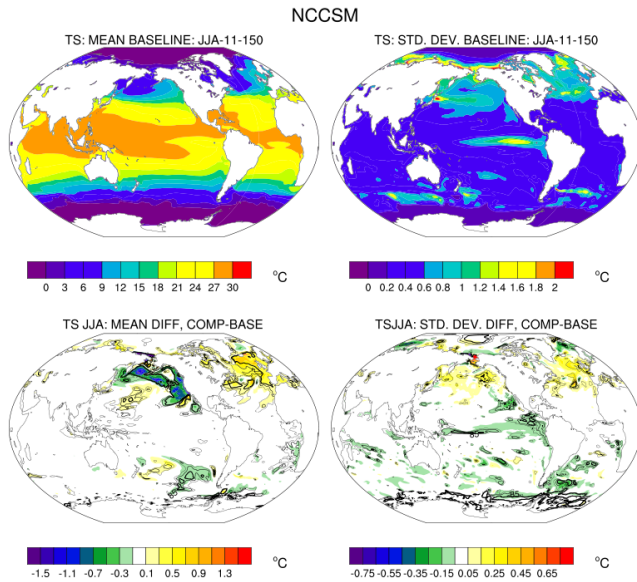 NCCSM
TS: MEAN BASELINE: JJA-11-150
TS: STD. DEV. BASELINE: JJA-11-150
0 3 6 9 12 15 18 21 24 27 30 °C
0 0.2 0.4 0.6 0.8 1 1.2 1.4 1.6 1.8 2 °C
TS JJA: MEAN DIFF, COMP-BASE
TSJJA: STD. DEV. DIFF, COMP-BASE
-1.5 -1.1 -0.7 -0.3 0.1 0.5 0.9 1.3 °C
-0.75 -0.55 -0.35 -0.15 0.05 0.25 0.45 0.65 °C